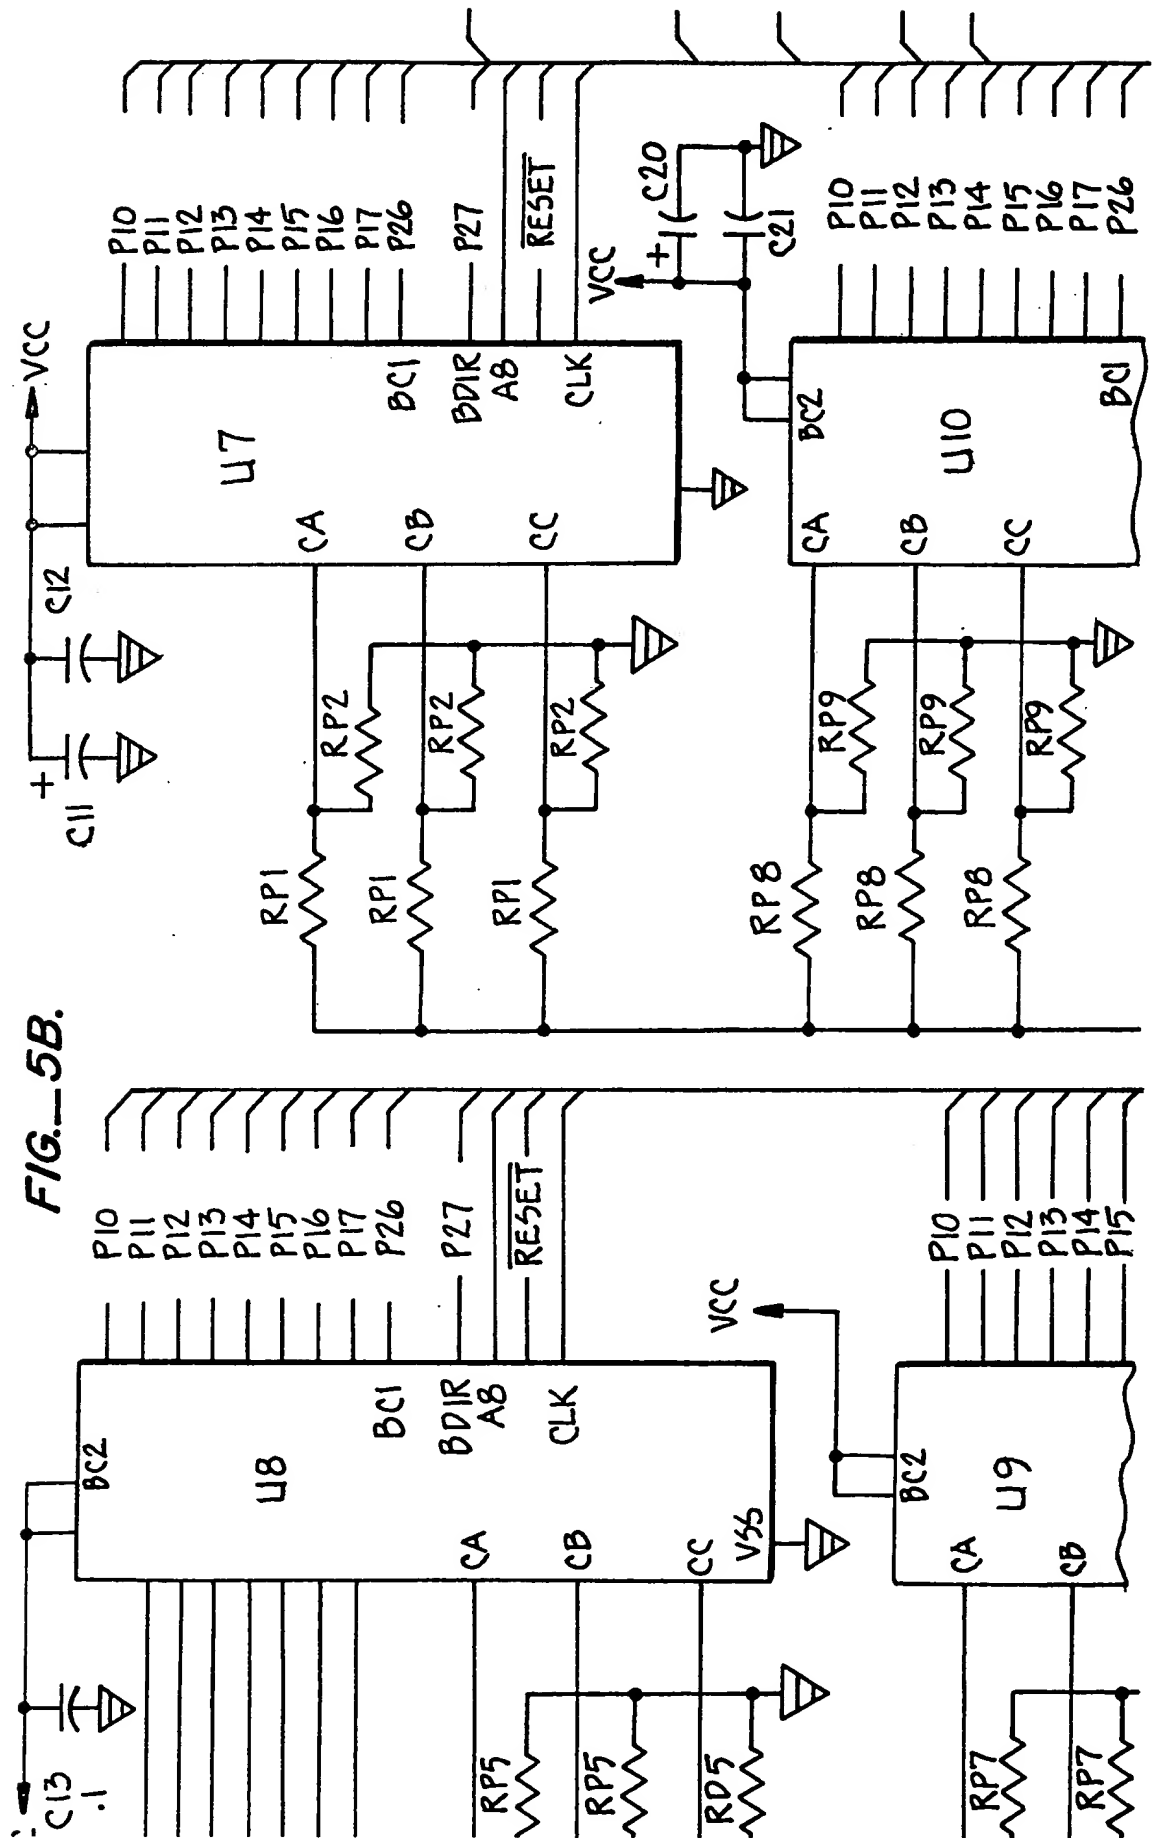 P10
P11
P12
P13
P14
P15
P16
P17
P26
P27
RESET
VCC
C20
C21
P10
P11
P12
P13
P14
P15
P16
P17
P26
VCC
U7
BC1
BDIR
A8
CLK
CA
CB
CC
C12
+
C11
+
BC2
U10
BC1
CA
CB
CC
RP2
RP2
RP2
RP9
RP9
RP9
RP1
RP1
RP1
RP8
RP8
RP8
FIG._5B.
P10
P11
P12
P13
P14
P15
P16
P17
P26
P27
RESET
VCC
P10
P11
P12
P13
P14
P15
BC2
U8
BC1
BDIR
A8
CLK
CA
CB
CC
VSS
BC2
U9
CA
CB
C13
.1
RP5
RP5
RD5
RP7
RP7